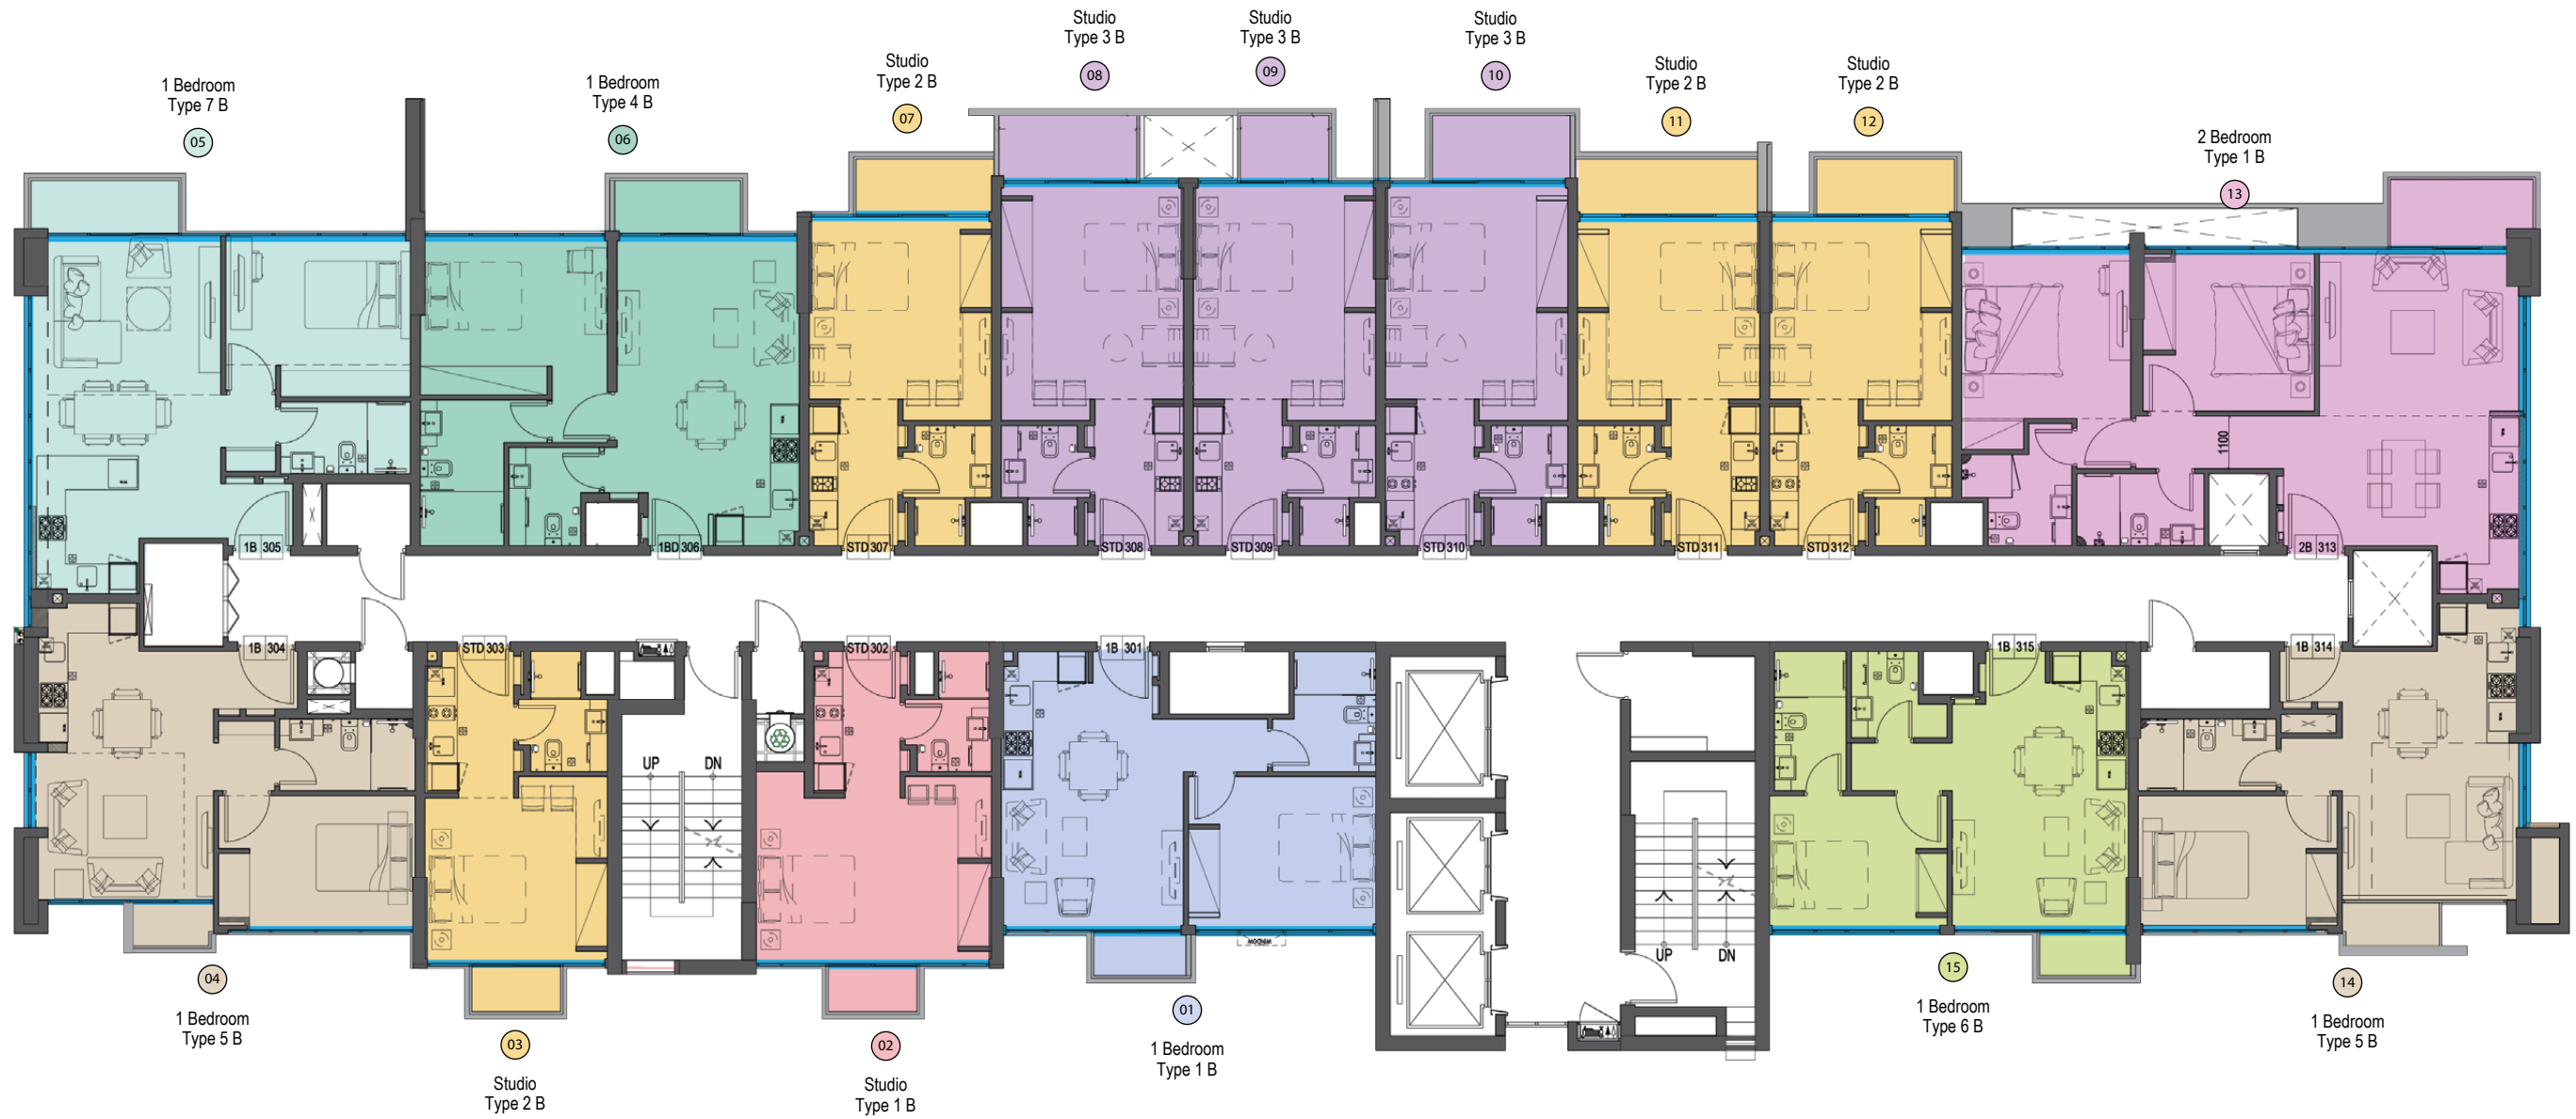 Studio
Type 3 B
08
Studio
Type 3 B
09
Studio
Type 3 B
10
Studio
Type 2 B
07
Studio
Type 2 B
11
Studio
Type 2 B
12
1 Bedroom
Type 7 B
05
1 Bedroom
Type 4 B
06
2 Bedroom
Type 1 B
13
1100
1B 305
1BD 306
STD 307
STD 308
STD 309
STD 310
STD 311
STD 312
2B 313
1B 304
STD 303
STD 302
1B 301
1B 315
1B 314
UP
DN
UP
DN
WINDOW
04
1 Bedroom
Type 5 B
03
Studio
Type 2 B
02
Studio
Type 1 B
01
1 Bedroom
Type 1 B
15
1 Bedroom
Type 6 B
14
1 Bedroom
Type 5 B